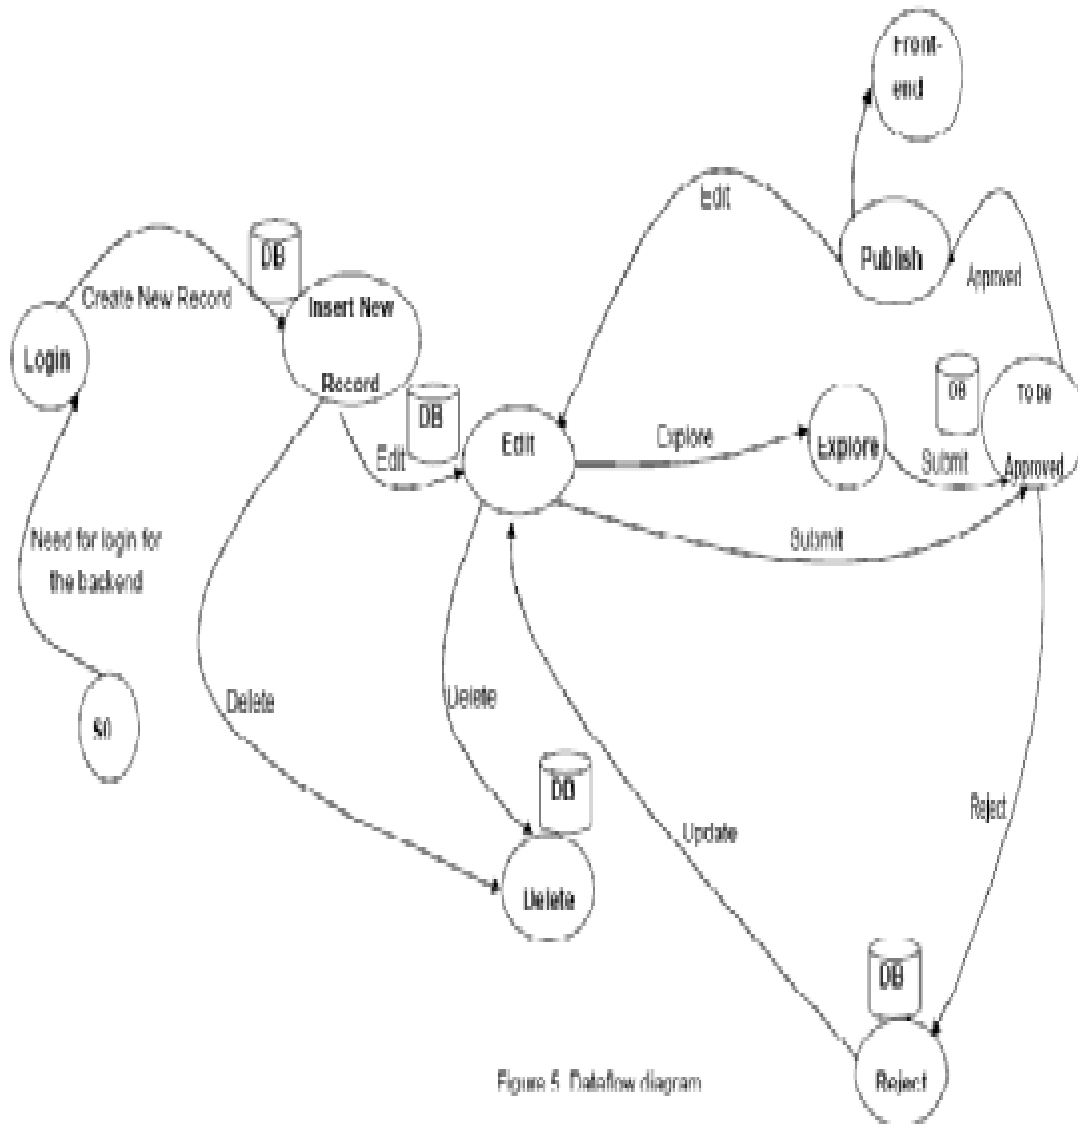 Front-
end
Edit
Publish
Approved
DB
Create New Record
Insert New
Record
Login
DB
DB
To be
Approved
Edit
Edit
Explore
Explore
Submit
Submit
Need for login for
the backend
S0
Delete
Delete
DB
Delete
Update
Reject
DB
Reject
Figure 5 Dataflow diagram